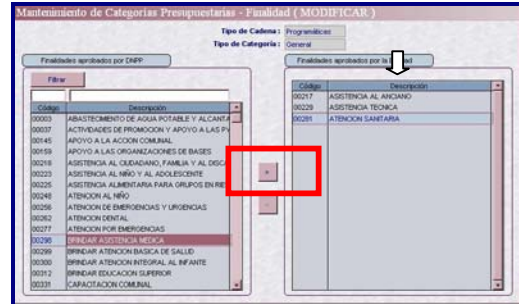 Mantenimiento de Categorías Presupuestarias - Finalidad ( MODIFICAR )
Tipo de Cadena : Programáticas
Tipo de Categoría : General
Finalidades aprobados por DNPP
Filtrar
Código Descripción
00003 ABASTECIMIENTO DE AGUA POTABLE Y ALCANTA
00037 ACTIVIDADES DE PROMOCION Y APOYO A LAS PV
00145 APOYO A LA ACCION COMUNAL
00159 APOYO A LAS ORGANIZACIONES DE BASES
00218 ASISTENCIA AL CIUDADANO, FAMILIA Y AL DISCA
00223 ASISTENCIA AL NIÑO Y AL ADOLESCENTE
00225 ASISTENCIA ALIMENTARIA PARA GRUPOS EN RIE
00248 ATENCION AL NIÑO
00256 ATENCION DE EMERGENCIAS Y URGENCIAS
00262 ATENCION DENTAL
00277 ATENCION POR EMERGENCIAS
00298 BRINDAR ASISTENCIA MEDICA
00299 BRINDAR ATENCION BASICA DE SALUD
00300 BRINDAR ATENCION INTEGRAL AL INFANTE
00312 BRINDAR EDUCACION SUPERIOR
00331 CAPACITACION COMUNAL
Finalidades aprobados por la
Código Descripción
00217 ASISTENCIA AL ANCIANO
00229 ASISTENCIA TECNICA
00281 ATENCION SANITARIA